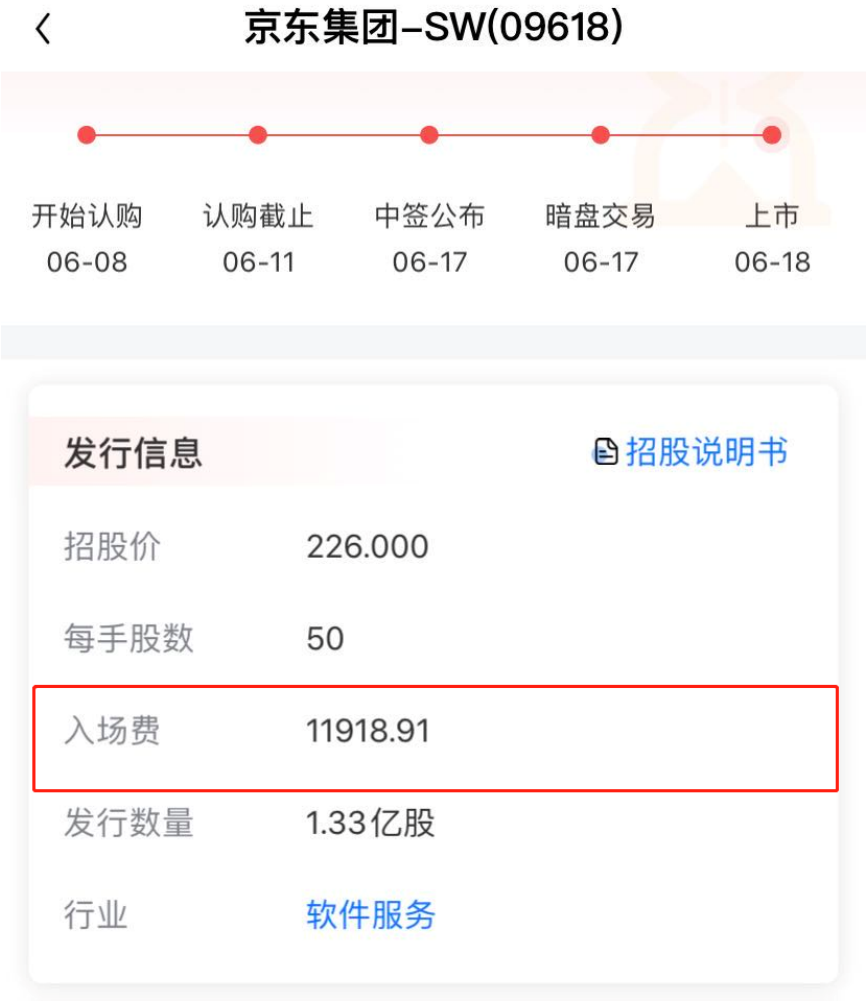 京东集团-SW(09618)
开始认购 认购截止 中签公布 暗盘交易 上市
06-08 06-11 06-17 06-17 06-18
发行信息 招股说明书
招股价 226.000
每手股数 50
入场费 11918.91
发行数量 1.33亿股
行业 软件服务